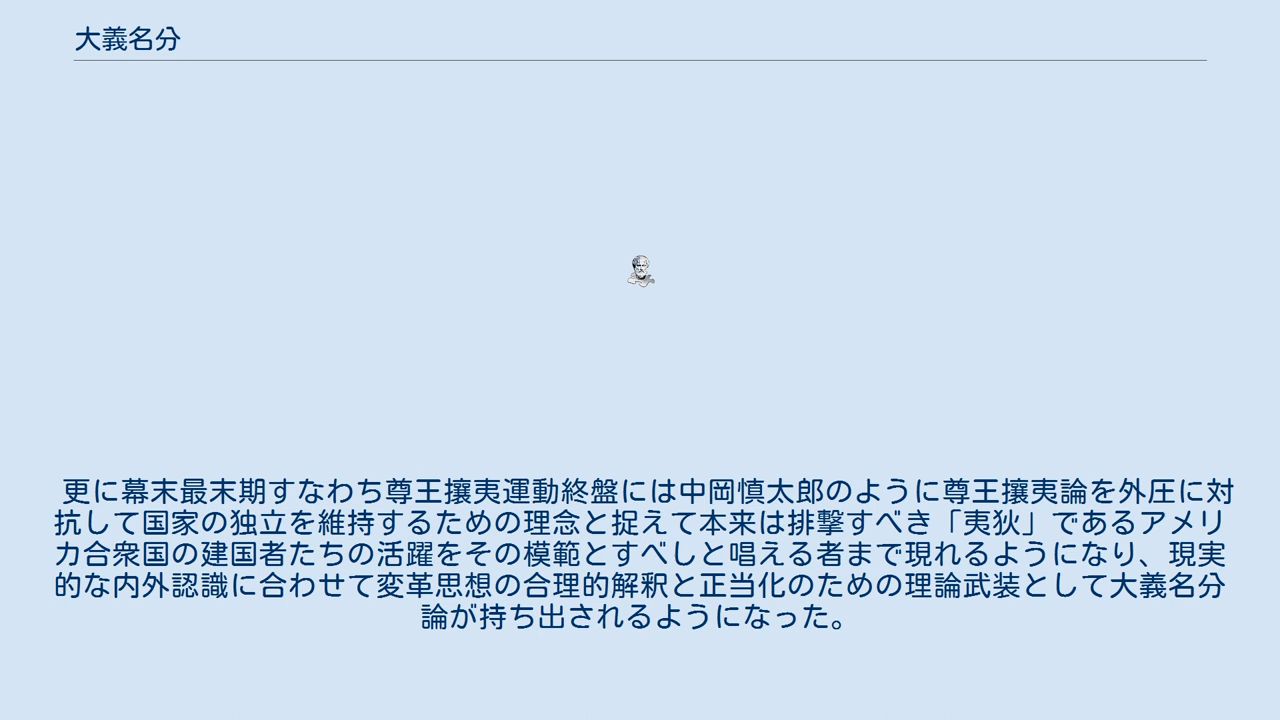 大義名分
更に幕末最末期すなわち尊王攘夷運動終盤には中岡慎太郎のように尊王攘夷論を外圧に対
抗して国家の独立を維持するための理念と捉えて本来は排撃すべき「夷狄」であるアメリ
カ合衆国の建国者たちの活躍をその模範とすべしと唱える者まで現れるようになり、現実
的な内外認識に合わせて変革思想の合理的解釈と正当化のための理論武装として大義名分
論が持ち出されるようになった。